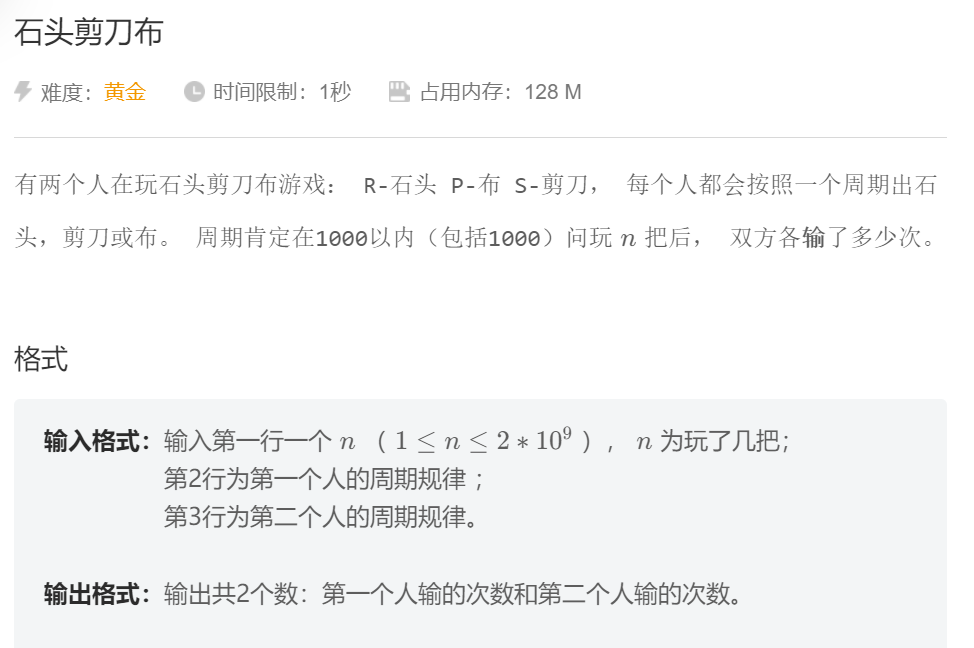 石头剪刀布
难度：黄金 时间限制：1秒 占用内存：128 M
有两个人在玩石头剪刀布游戏： R-石头 P-布 S-剪刀， 每个人都会按照一个周期出石
头，剪刀或布。 周期肯定在1000以内（包括1000）问玩 n 把后， 双方各输了多少次。
格式
输入格式：输入第一行一个 n （ 1 ≤ n ≤ 2 * 10⁹ ） ， n 为玩了几把；
第2行为第一个人的周期规律 ；
第3行为第二个人的周期规律。
输出格式：输出共2个数：第一个人输的次数和第二个人输的次数。